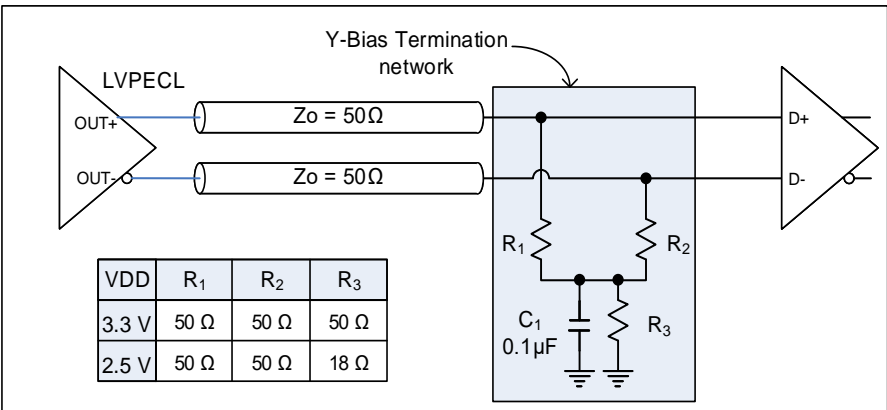 Y-Bias Termination
network
LVPECL
OUT+
OUT-
Zo = 50Ω
Zo = 50Ω
D+
D-
R1
R2
C1
0.1µF
R3
VDD R1 R2 R3
3.3 V 50 Ω 50 Ω 50 Ω
2.5 V 50 Ω 50 Ω 18 Ω